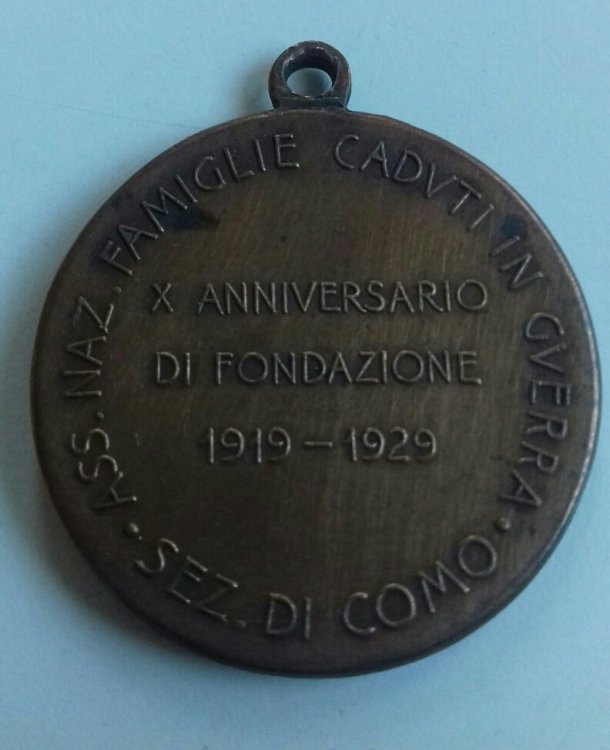 ASS. NAZ. FAMIGLIE CADVTI IN GVERRA
· SEZ. DI COMO ·
X ANNIVERSARIO
DI FONDAZIONE
1919 – 1929